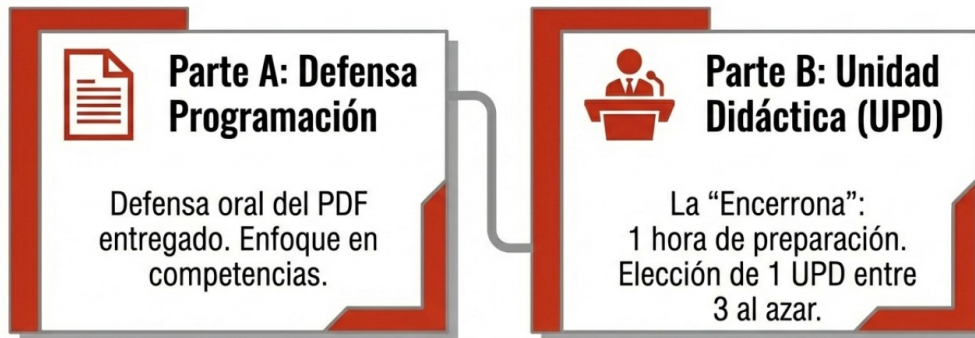 Parte A: Defensa
Programación
Defensa oral del PDF
entregado. Enfoque en
competencias.
Parte B: Unidad
Didáctica (UPD)
La “Encerrona”:
1 hora de preparación.
Elección de 1 UPD entre
3 al azar.